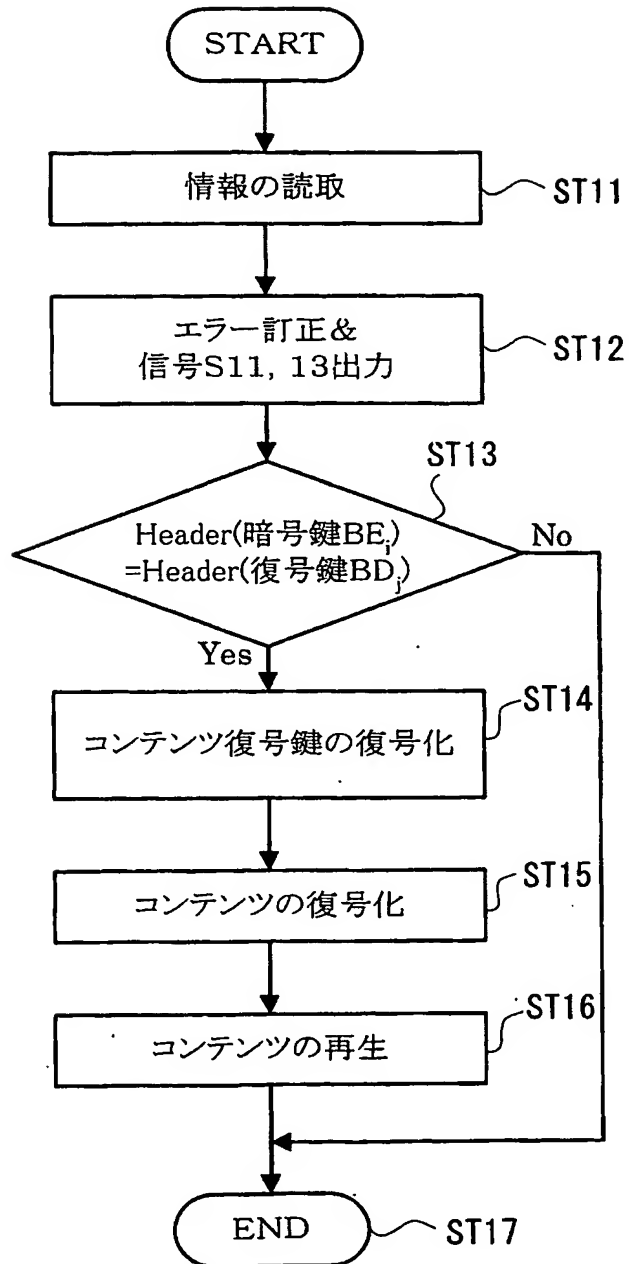 START
情報の読取
ST11
エラー訂正&
信号S11, 13出力
ST12
ST13
Header(暗号鍵BEi)
=Header(復号鍵BDj)
No
Yes
ST14
コンテンツ復号鍵の復号化
ST15
コンテンツの復号化
ST16
コンテンツの再生
END
ST17